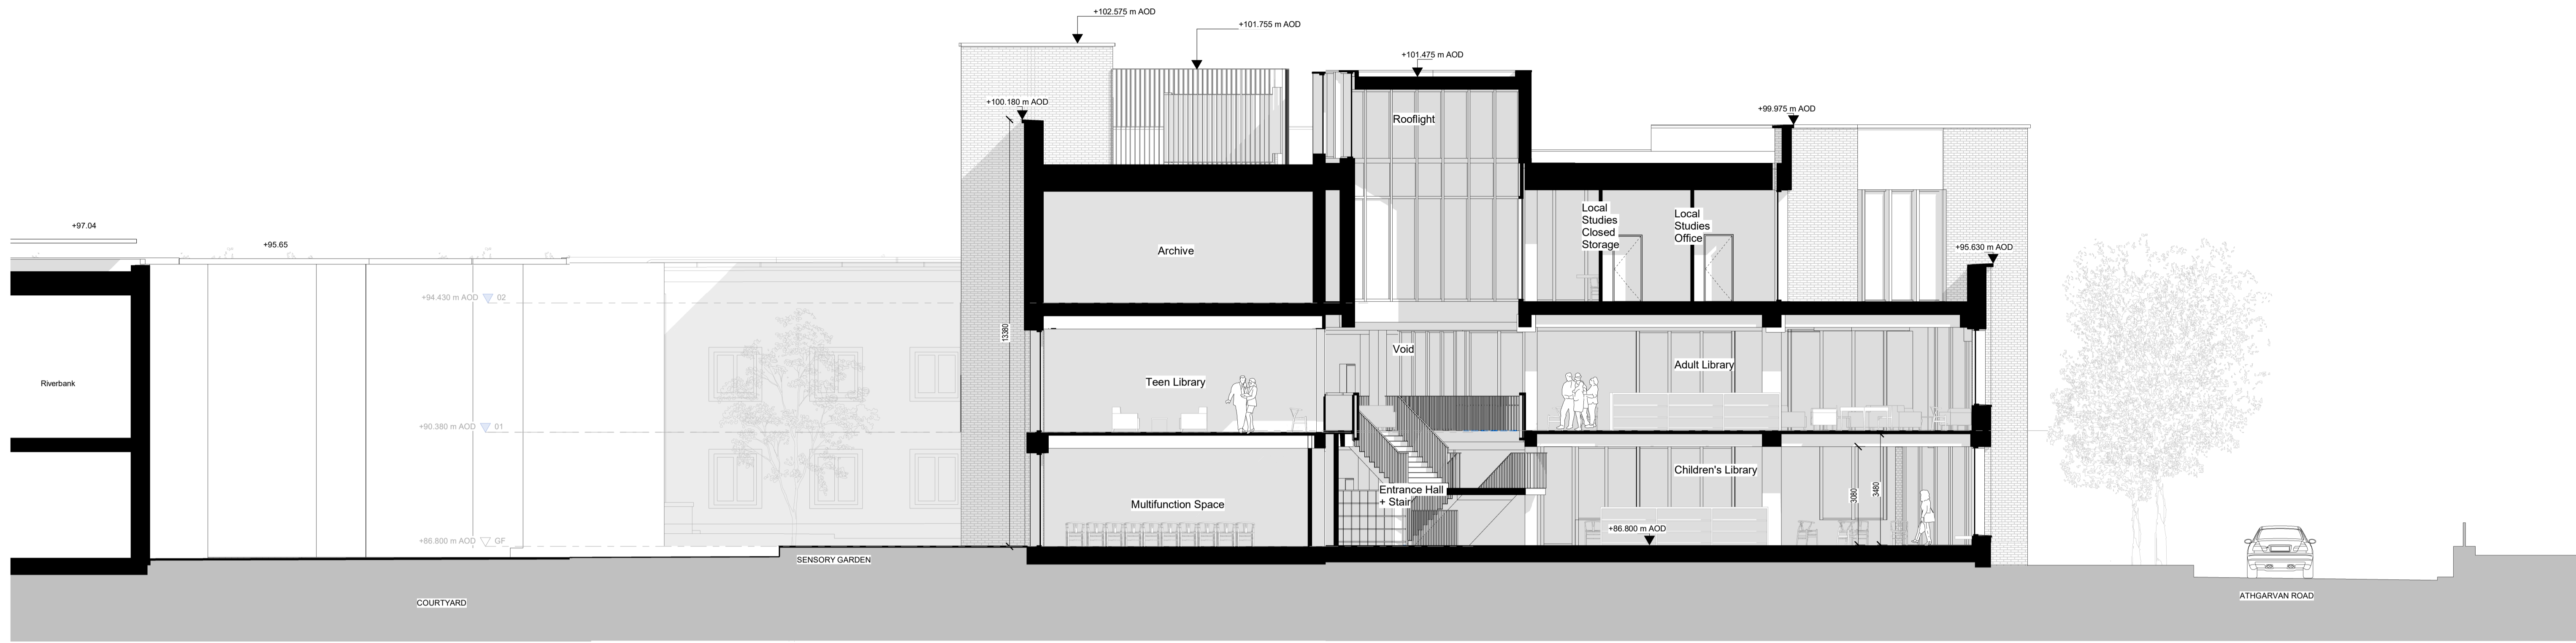 +102.575 m AOD
+101.755 m AOD
+101.475 m AOD
+100.180 m AOD
+99.975 m AOD
Rooflight
+97.04
+95.65
Local
Studies
Closed
Storage
Local
Studies
Office
+95.630 m AOD
Archive
+94.430 m AOD 02
13380
Void
Riverbank
Teen Library
Adult Library
+90.380 m AOD 01
Children's Library
Entrance Hall
+ Stair
3080
3480
Multifunction Space
+86.800 m AOD
+86.800 m AOD GF
SENSORY GARDEN
COURTYARD
ATHGARVAN ROAD